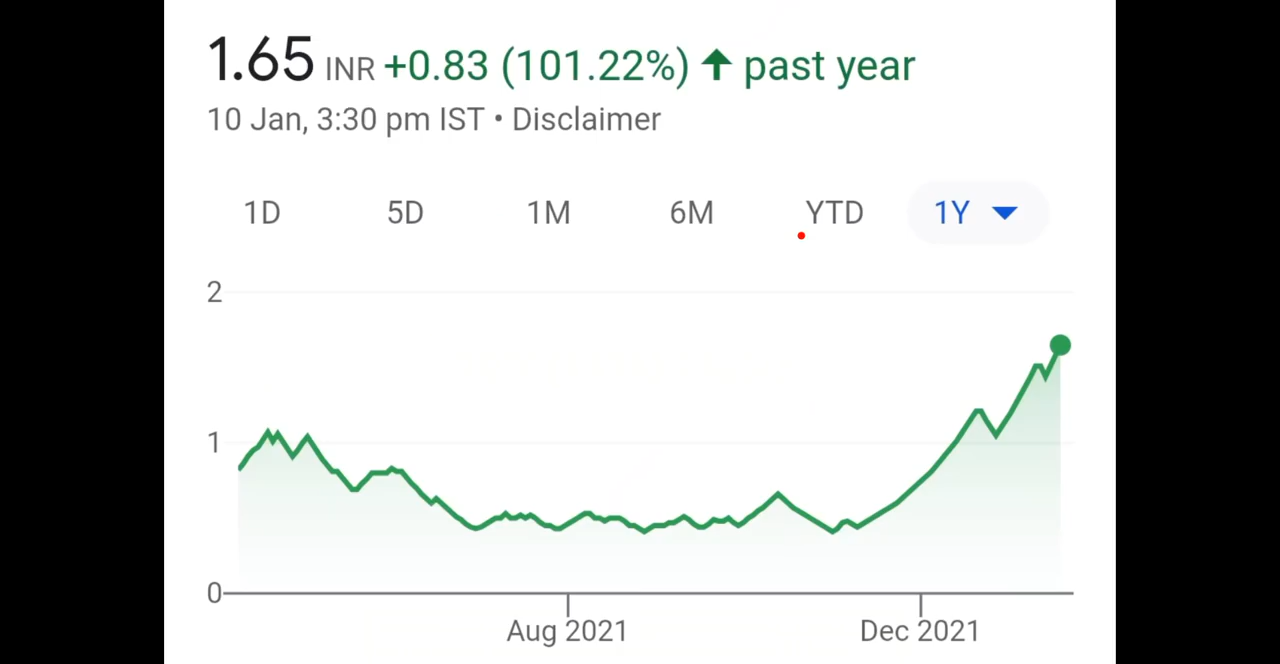 1.65 INR +0.83 (101.22%) ↑ past year
10 Jan, 3:30 pm IST • Disclaimer
1D 5D 1M 6M YTD 1Y
2
1
0
Aug 2021 Dec 2021